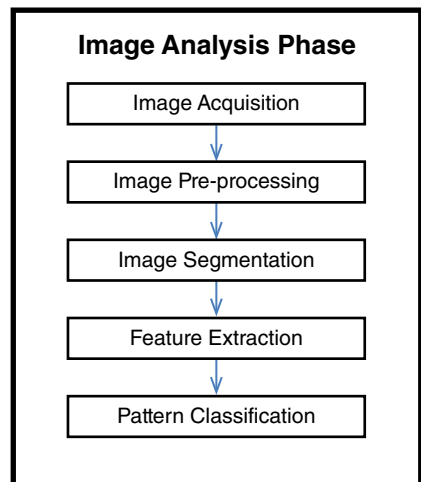 Image Analysis Phase
Image Acquisition
Image Pre-processing
Image Segmentation
Feature Extraction
Pattern Classification